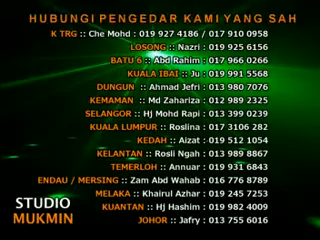 HUBUNGI PENGEDAR KAMI YANG SAH
K TRG :: Che Mohd : 019 927 4186 / 017 910 0958
LOSONG :: Nazri : 019 925 6156
BATU 6 :: Abd Rahim : 017 966 0266
KUALA IBAI :: Ju : 019 991 5568
DUNGUN :: Ahmad Jefri : 013 980 7076
KEMAMAN :: Md Zahariza : 012 989 2325
SELANGOR :: Hj Mohd Rapi : 013 399 0239
KUALA LUMPUR :: Roslina : 017 3106 282
KEDAH :: Aizat : 019 512 1054
KELANTAN :: Rosli Ngah : 013 989 8867
TEMERLOH :: Annuar : 019 931 6843
ENDAU / MERSING :: Zam Abd Wahab : 016 776 8789
MELAKA :: Khairul Azhar : 019 245 7253
KUANTAN :: Hj Hashim : 019 982 4009
JOHOR :: Jafry : 013 755 6016
STUDIO
MUKMIN